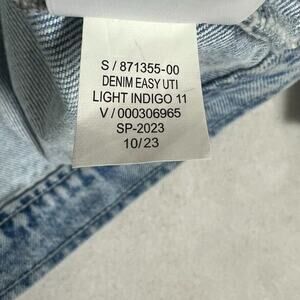 S / 871355-00
DENIM EASY UTI
LIGHT INDIGO 11
V / 000306965
SP-2023
10/23